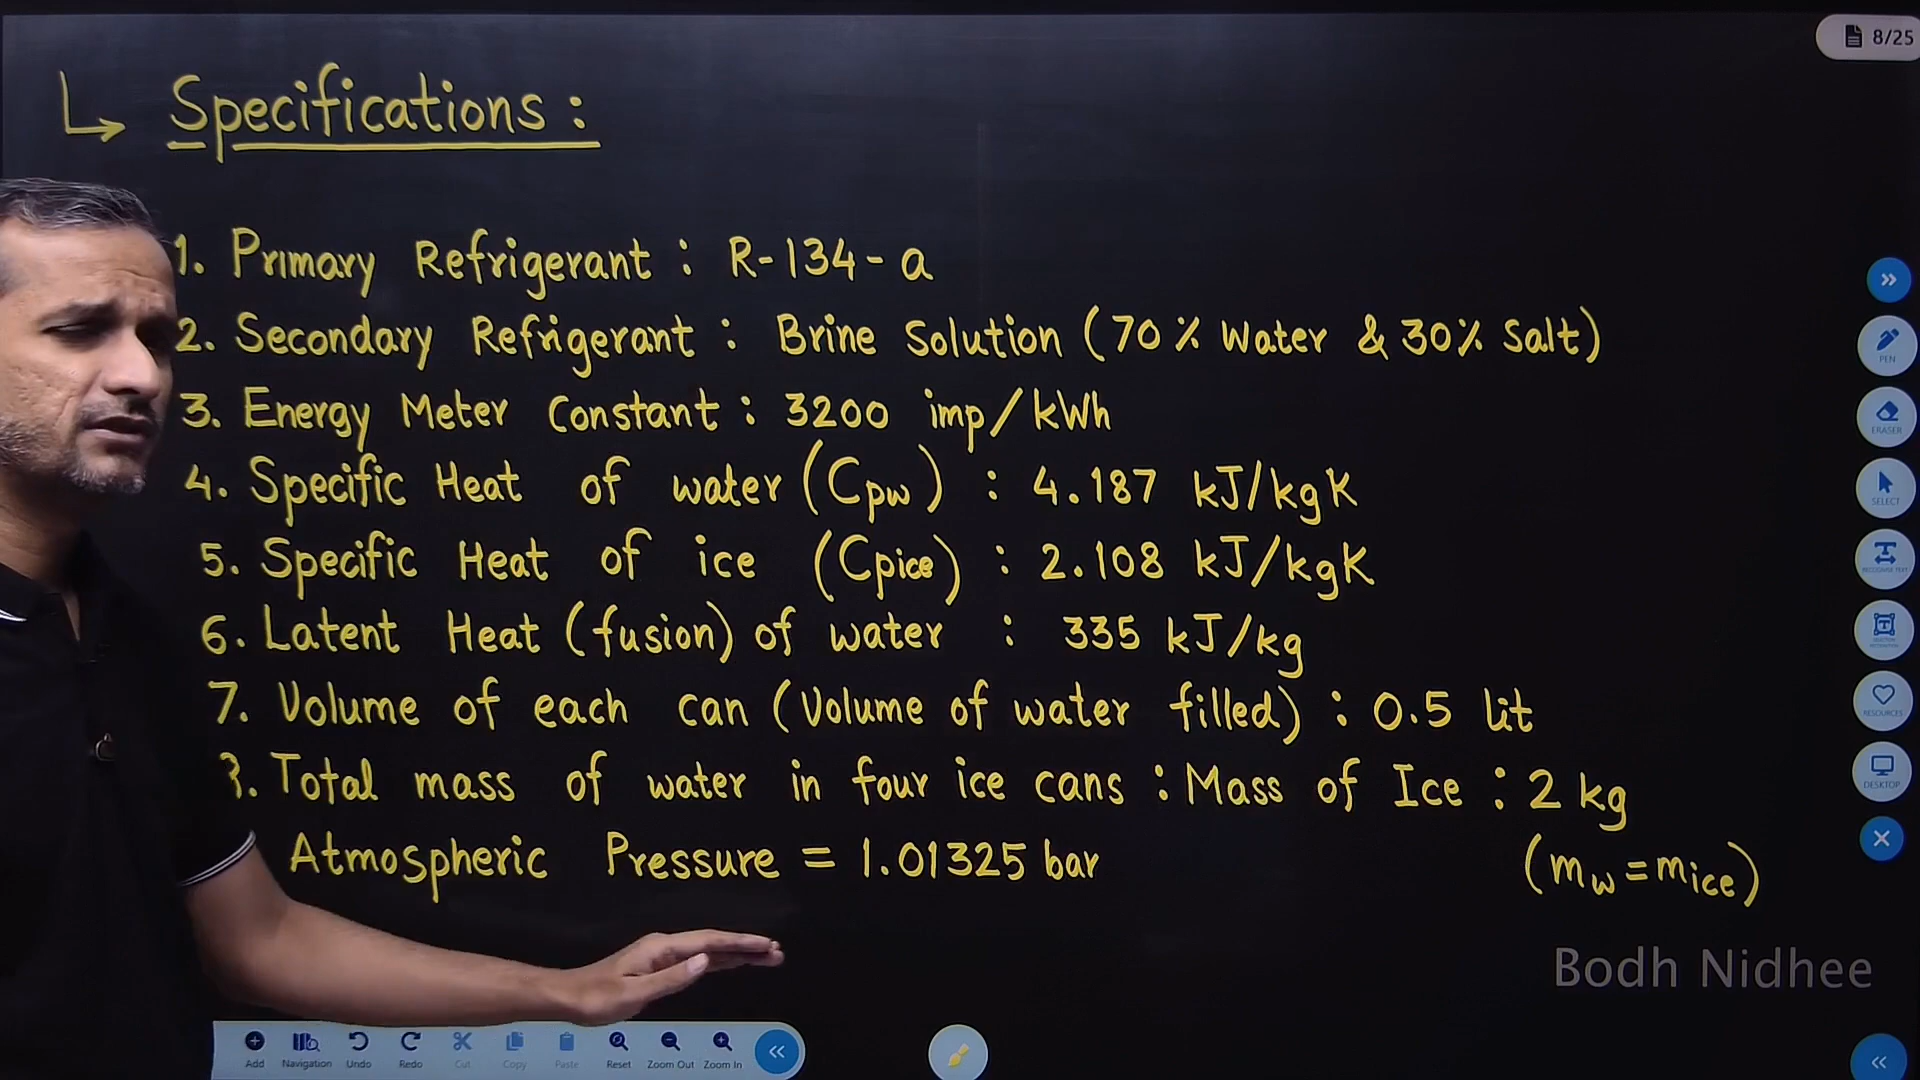 8/25
↳ Specifications :
1. Primary Refrigerant : R-134-a
2. Secondary Refrigerant : Brine Solution (70% Water & 30% Salt)
3. Energy Meter Constant : 3200 imp/kWh
4. Specific Heat of water (Cpw) : 4.187 kJ/kgK
5. Specific Heat of ice (Cpice) : 2.108 kJ/kgK
6. Latent Heat (fusion) of water : 335 kJ/kg
7. Volume of each can (Volume of water filled) : 0.5 lit
Total mass of water in four ice cans : Mass of Ice : 2 kg
(mw = mice)
Atmospheric Pressure = 1.01325 bar
Bodh Nidhee
PEN
ERASER
SELECT
RESOURCES
DESKTOP
Add Navigation Undo Redo Cut Copy Paste Reset Zoom Out Zoom In